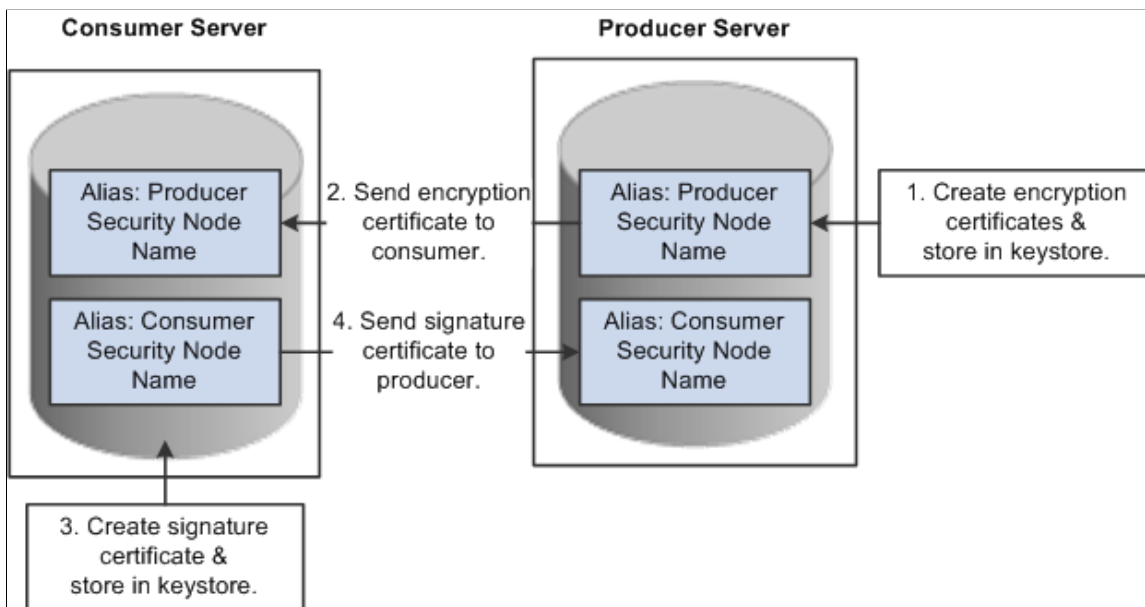 Consumer Server
Producer Server
Alias: Producer
Security Node
Name
2. Send encryption
certificate to
consumer.
Alias: Producer
Security Node
Name
1. Create encryption
certificates &
store in keystore.
Alias: Consumer
Security Node
Name
4. Send signature
certificate to
producer.
Alias: Consumer
Security Node
Name
3. Create signature
certificate &
store in keystore.